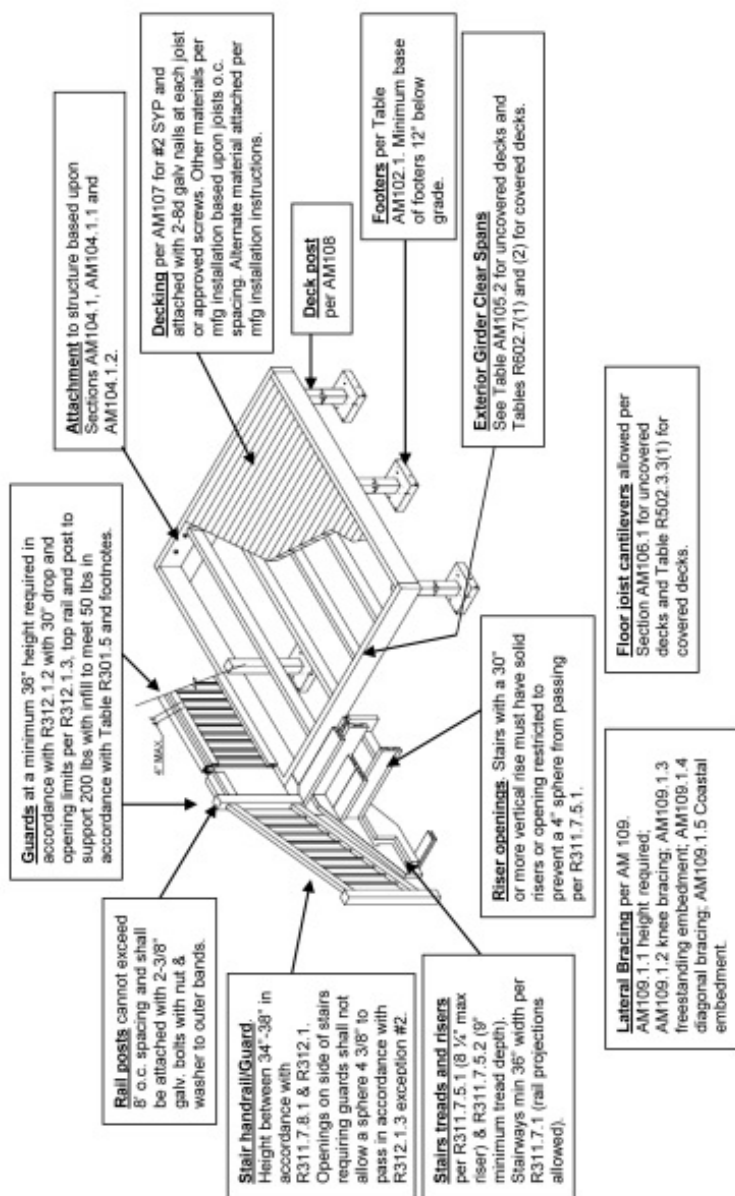 Guards at a minimum 36" height required in
accordance with R312.1.2 with 30" drop and
opening limits per R312.1.3, top rail and post to
support 200 lbs with infill to meet 50 lbs in
accordance with Table R301.5 and footnotes.
Attachment to structure based upon
Sections AM104.1, AM104.1.1 and
AM104.1.2.
Rail posts cannot exceed
8' o.c. spacing and shall
be attached with 2-3/8"
galv. bolts with nut &
washer to outer bands.
4" MAX.
Decking per AM107 for #2 SYP and
attached with 2-8d galv nails at each joist
or approved screws. Other materials per
mfg installation based upon joists o.c.
spacing. Alternate material attached per
mfg installation instructions.
Stair handrail/Guard.
Height between 34"-38" in
accordance with
R311.7.8.1 & R312.1.
Openings on side of stairs
requiring guards shall not
allow a sphere 4 3/8" to
pass in accordance with
R312.1.3 exception #2.
Deck post
per AM108
Footers per Table
AM102.1. Minimum base
of footers 12" below
grade.
Stairs treads and risers
per R311.7.5.1 (8 ¼" max
riser) & R311.7.5.2 (9"
minimum tread depth).
Stairways min 36" width per
R311.7.1 (rail projections
allowed).
Riser openings. Stairs with a 30"
or more vertical rise must have solid
risers or opening restricted to
prevent a 4" sphere from passing
per R311.7.5.1.
Exterior Girder Clear Spans
See Table AM105.2 for uncovered decks and
Tables R602.7(1) and (2) for covered decks.
Lateral Bracing per AM 109.
AM109.1.1 height required;
AM109.1.2 knee bracing; AM109.1.3
freestanding embedment; AM109.1.4
diagonal bracing; AM109.1.5 Coastal
embedment.
Floor joist cantilevers allowed per
Section AM106.1 for uncovered
decks and Table R502.3.3(1) for
covered decks.